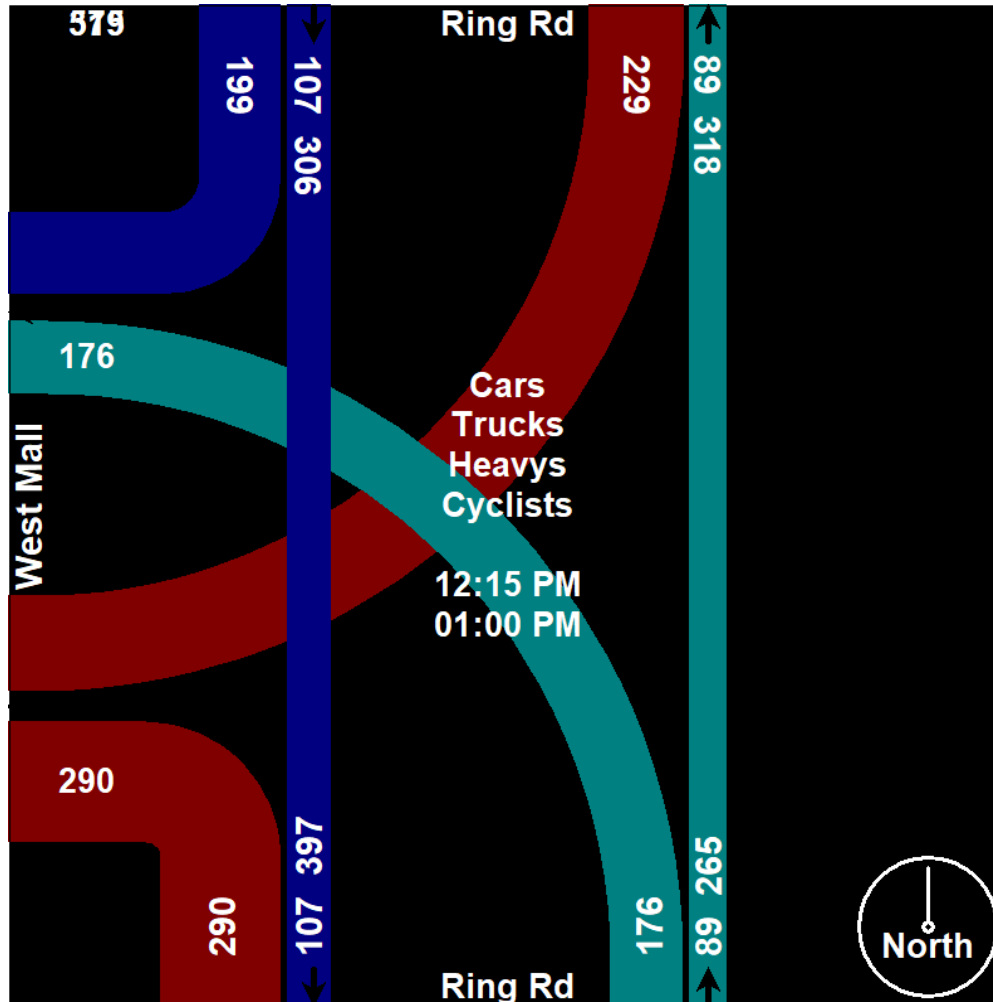 Ring Rd
199
107 306
229
89 318
176
West Mall
Cars
Trucks
Heavys
Cyclists
12:15 PM
01:00 PM
290
290
107 397
176
89 265
North
Ring Rd